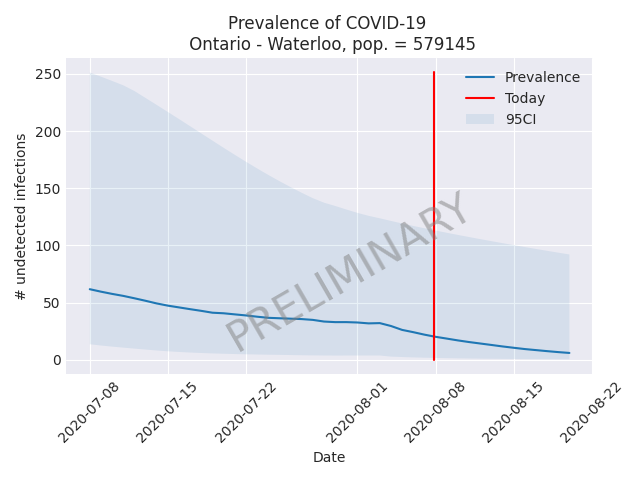 Prevalence of COVID-19
Ontario - Waterloo, pop. = 579145
Prevalence
Today
95CI
250
200
150
100
50
0
# undetected infections
PRELIMINARY
2020-07-08
2020-07-15
2020-07-22
2020-08-01
2020-08-08
2020-08-15
2020-08-22
Date